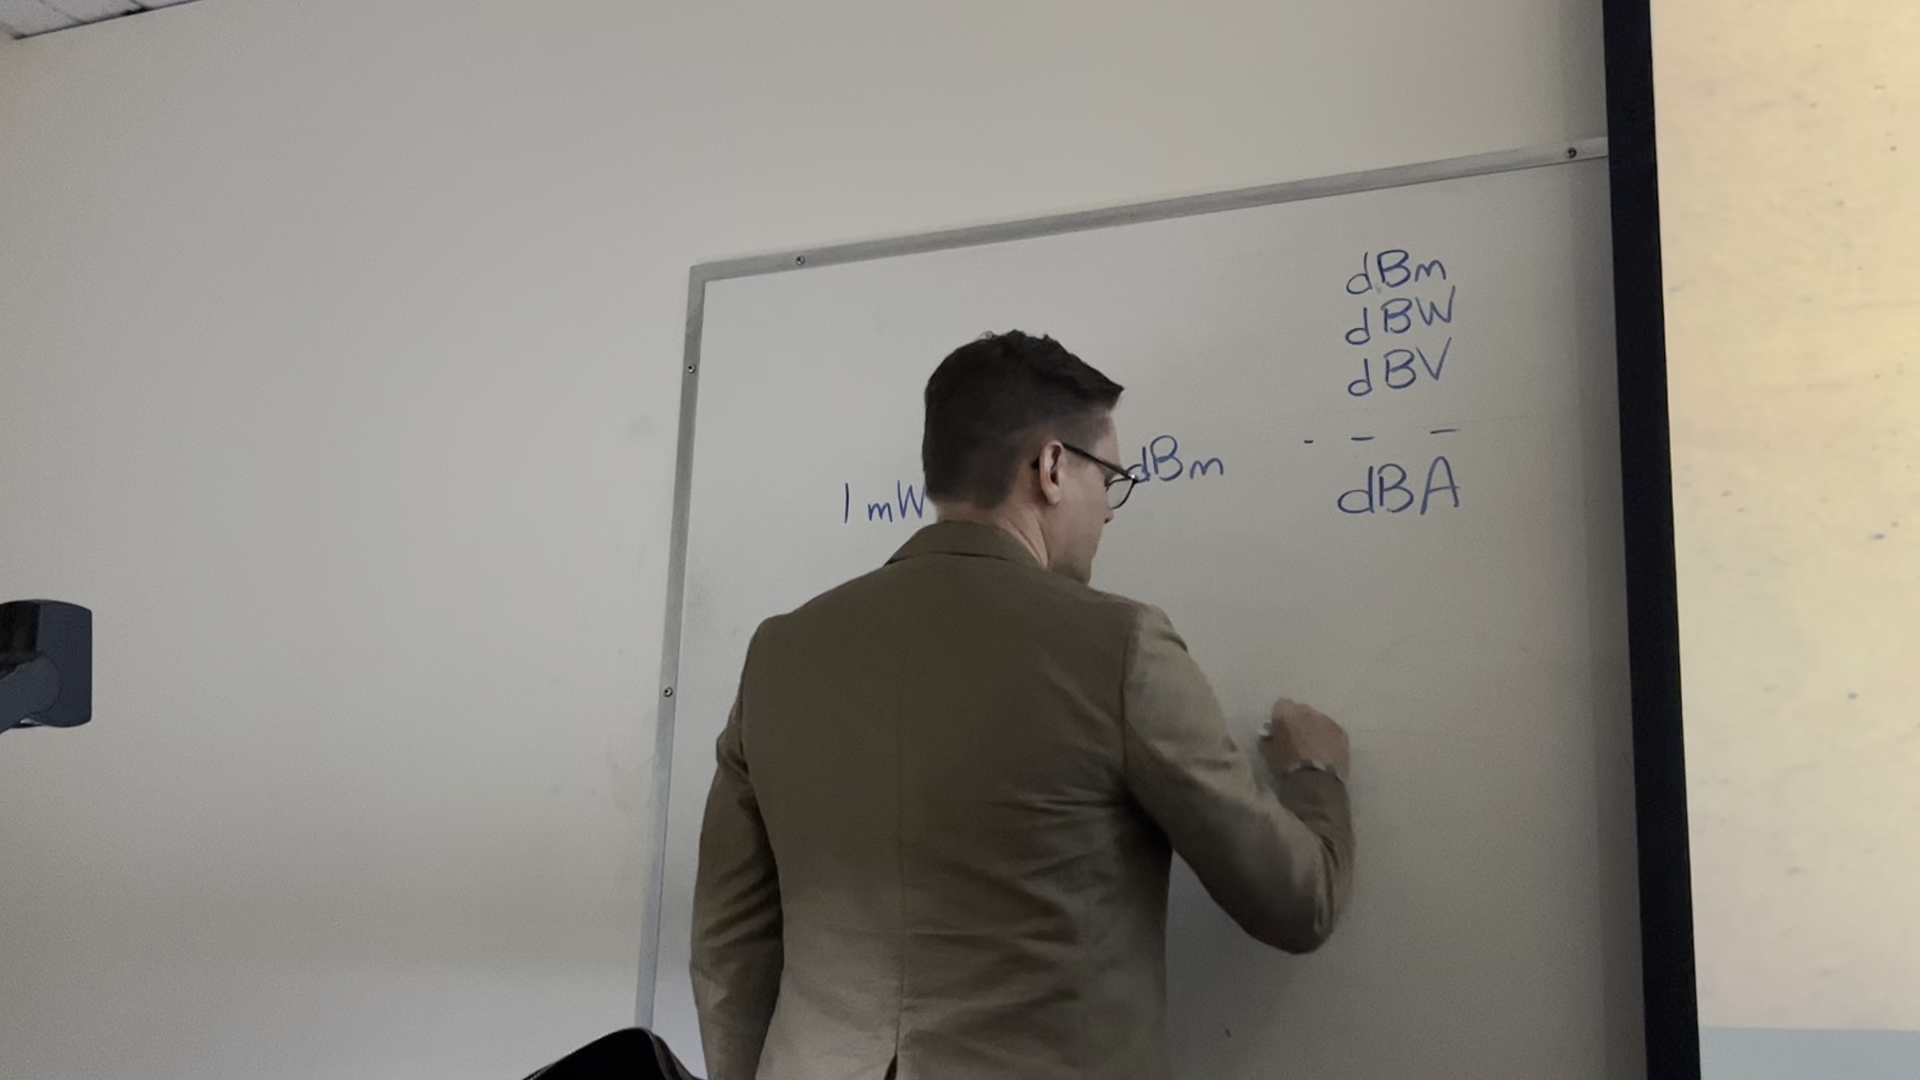 dBm
dBW
dBV
- - -
1 mW dBm
dBA